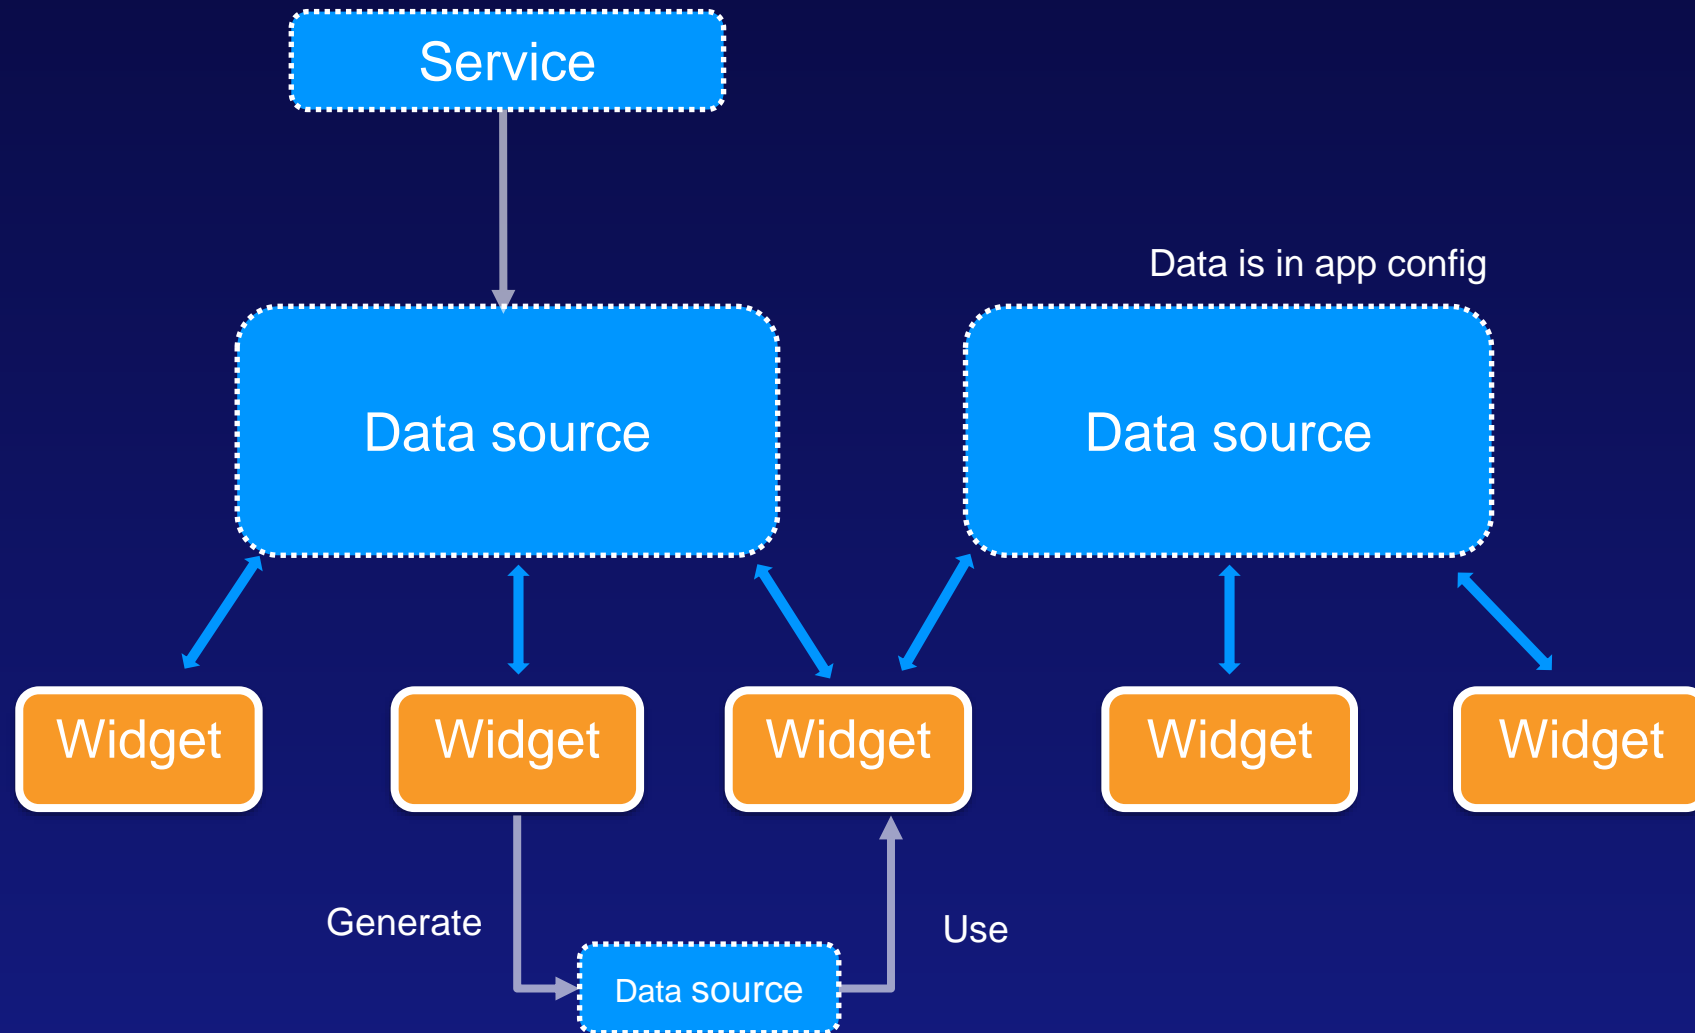 Service
Data is in app config
Data source
Data source
Widget
Widget
Widget
Widget
Widget
Generate
Use
Data source